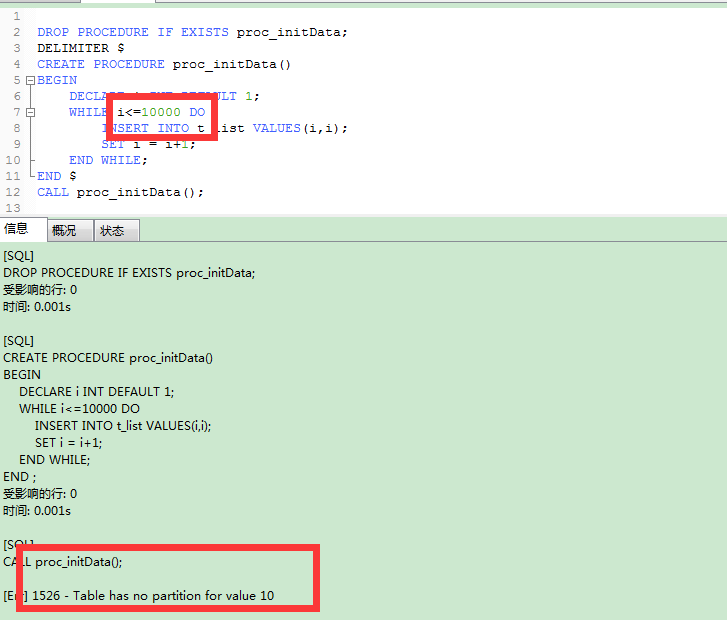 1
2 DROP PROCEDURE IF EXISTS proc_initData;
3 DELIMITER $
4 CREATE PROCEDURE proc_initData()
5 BEGIN
6 DECLARE i INT DEFAULT 1;
7 WHILE i<=10000 DO
8 INSERT INTO t_list VALUES(i,i);
9 SET i = i+1;
10 END WHILE;
11 END $
12 CALL proc_initData();
13
信息 概况 状态
[SQL]
DROP PROCEDURE IF EXISTS proc_initData;
受影响的行: 0
时间: 0.001s
[SQL]
CREATE PROCEDURE proc_initData()
BEGIN
DECLARE i INT DEFAULT 1;
WHILE i<=10000 DO
INSERT INTO t_list VALUES(i,i);
SET i = i+1;
END WHILE;
END ;
受影响的行: 0
时间: 0.001s
[SQL]
CALL proc_initData();
[Err] 1526 - Table has no partition for value 10